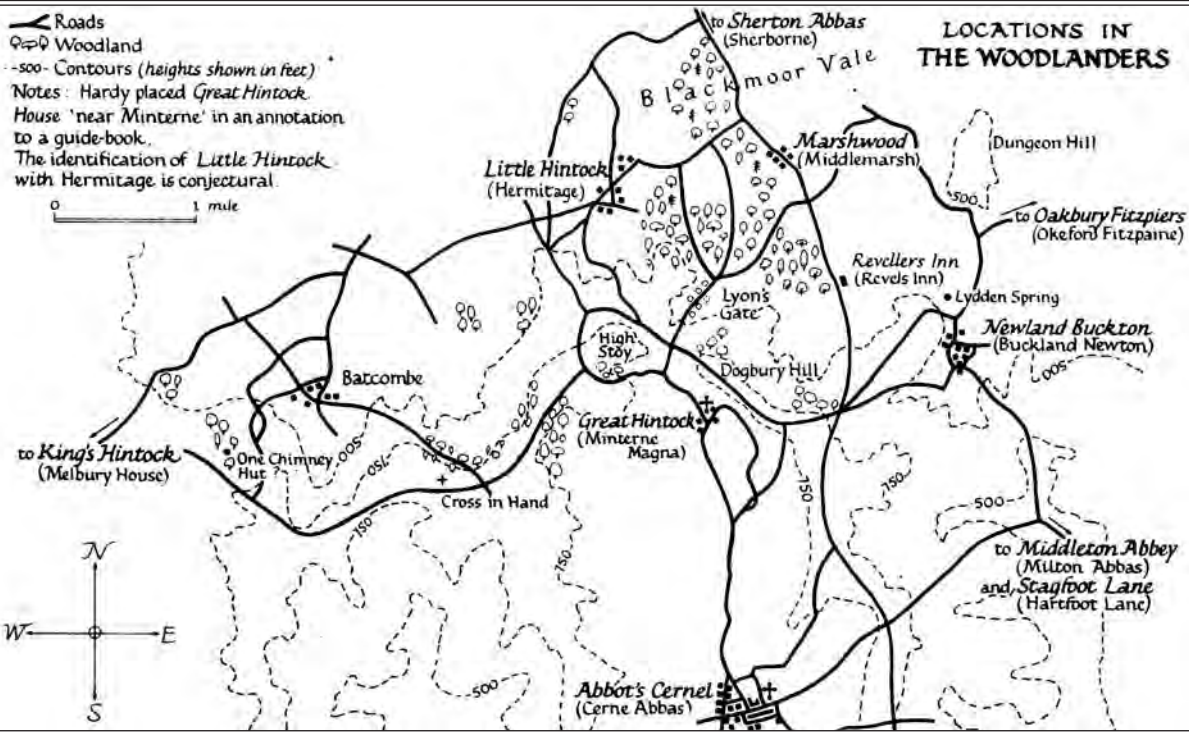 Roads
Woodland
-500- Contours (heights shown in feet)
Notes: Hardy placed Great Hintock
House 'near Minterne' in an annotation
to a guide-book.
The identification of Little Hintock
with Hermitage is conjectural
0 1 mile
LOCATIONS IN
THE WOODLANDERS
to Sherton Abbas
(Sherborne)
Blackmoor Vale
Marshwood
(Middlemarsh)
Dungeon Hill
Little Hintock
(Hermitage)
500
to Oakbury Fitzpiers
(Okeford Fitzpaine)
Revellers Inn
(Revels Inn)
Lyon's
Gate
Lydden Spring
Newland Buckton
(Buckland Newton)
500
High
Stoy
Dogbury Hill
Batcombe
Great Hintock
(Minterne
Magna)
to King's Hintock
(Melbury House)
One Chimney
Hut ?
500
750
Cross in Hand
750
750
750
750
500
to Middleton Abbey
(Milton Abbas)
and Stagfoot Lane
(Hartfoot Lane)
N
W E
S
500
Abbot's Cernel
(Cerne Abbas)